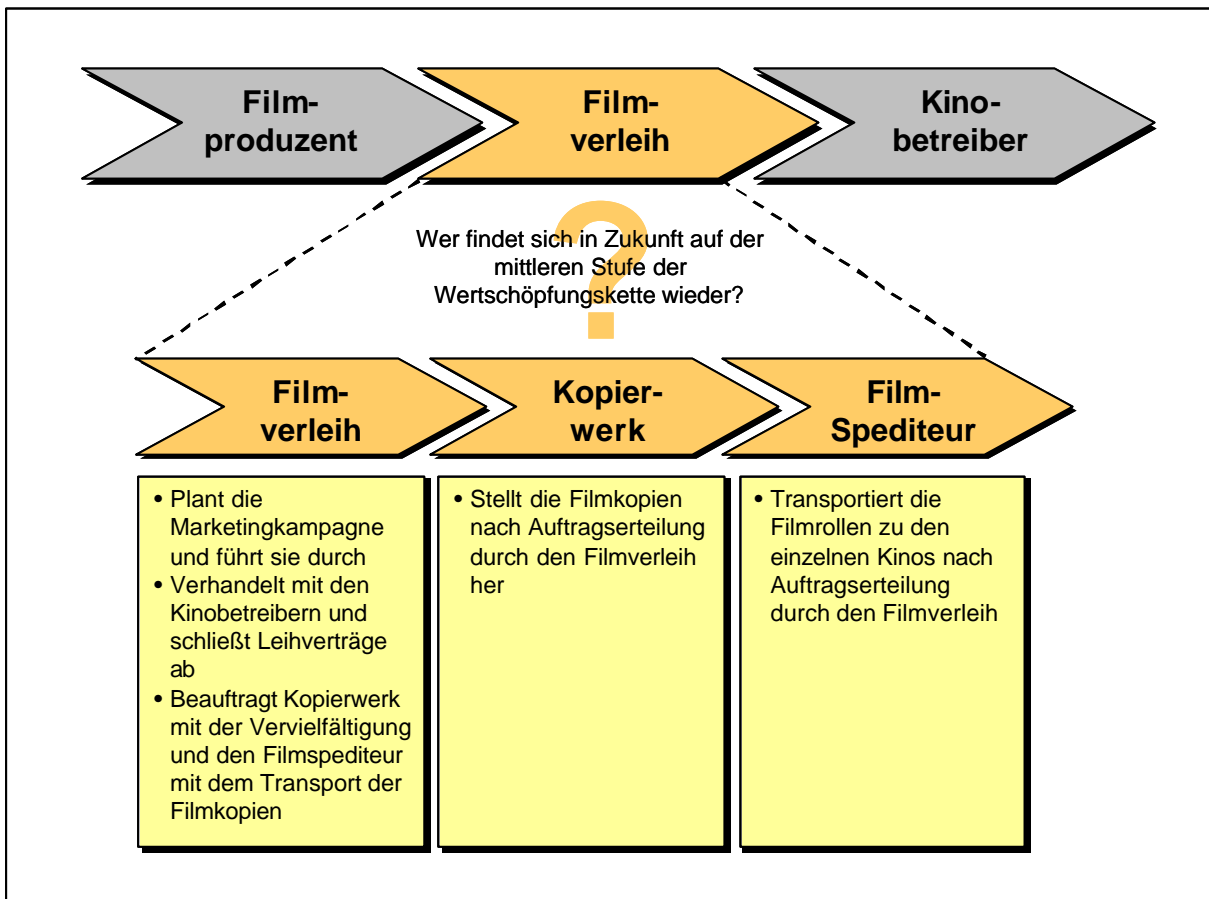 Film-
produzent
Film-
verleih
Kino-
betreiber
?
Wer findet sich in Zukunft auf der
mittleren Stufe der
Wertschöpfungskette wieder?
Film-
verleih
Kopier-
werk
Film-
Spediteur
• Plant die
Marketingkampagne
und führt sie durch
• Verhandelt mit den
Kinobetreibern und
schließt Leihverträge
ab
• Beauftragt Kopierwerk
mit der Vervielfältigung
und den Filmspediteur
mit dem Transport der
Filmkopien
• Stellt die Filmkopien
nach Auftragserteilung
durch den Filmverleih
her
• Transportiert die
Filmrollen zu den
einzelnen Kinos nach
Auftragserteilung
durch den Filmverleih